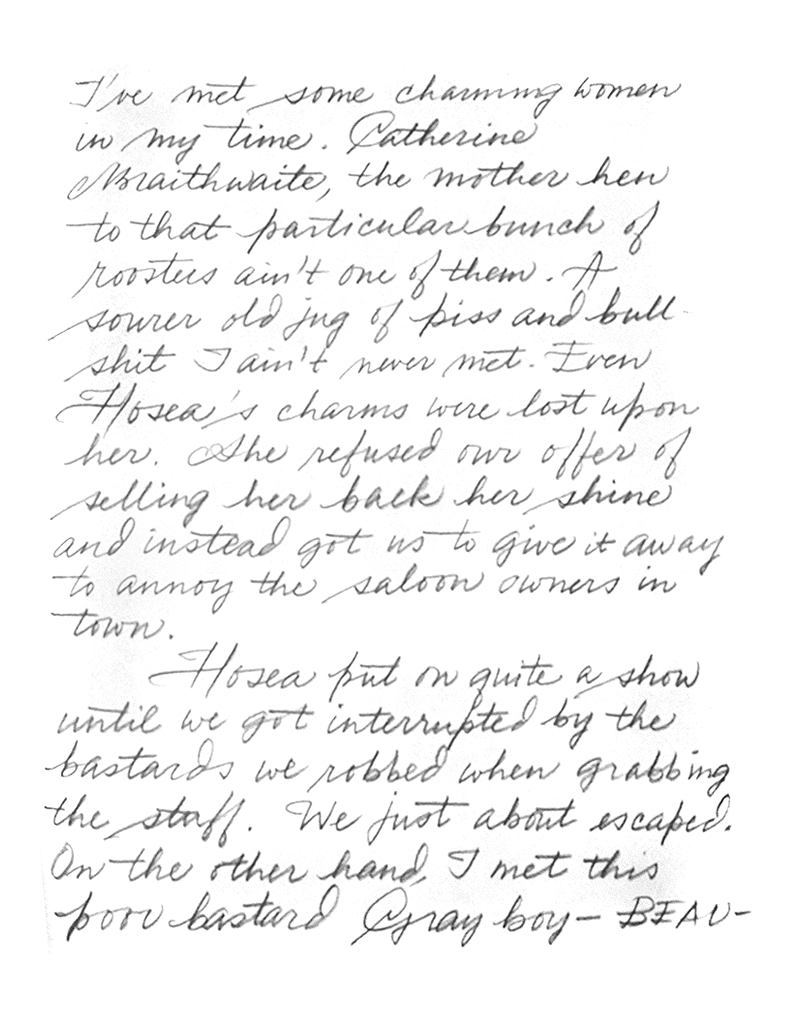 I've met some charming women
in my time. Catherine
Braithwaite, the mother hen
to that particular bunch of
roosters ain't one of them. A
sourer old jug of piss and bull-
shit I ain't never met. Even
Hosea's charms were lost upon
her. She refused our offer of
selling her back her shine
and instead got us to give it away
to annoy the saloon owners in
town.
Hosea put on quite a show
until we got interrupted by the
bastards we robbed when grabbing
the stuff. We just about escaped.
On the other hand, I met this
poor bastard Gray boy - BEAU -